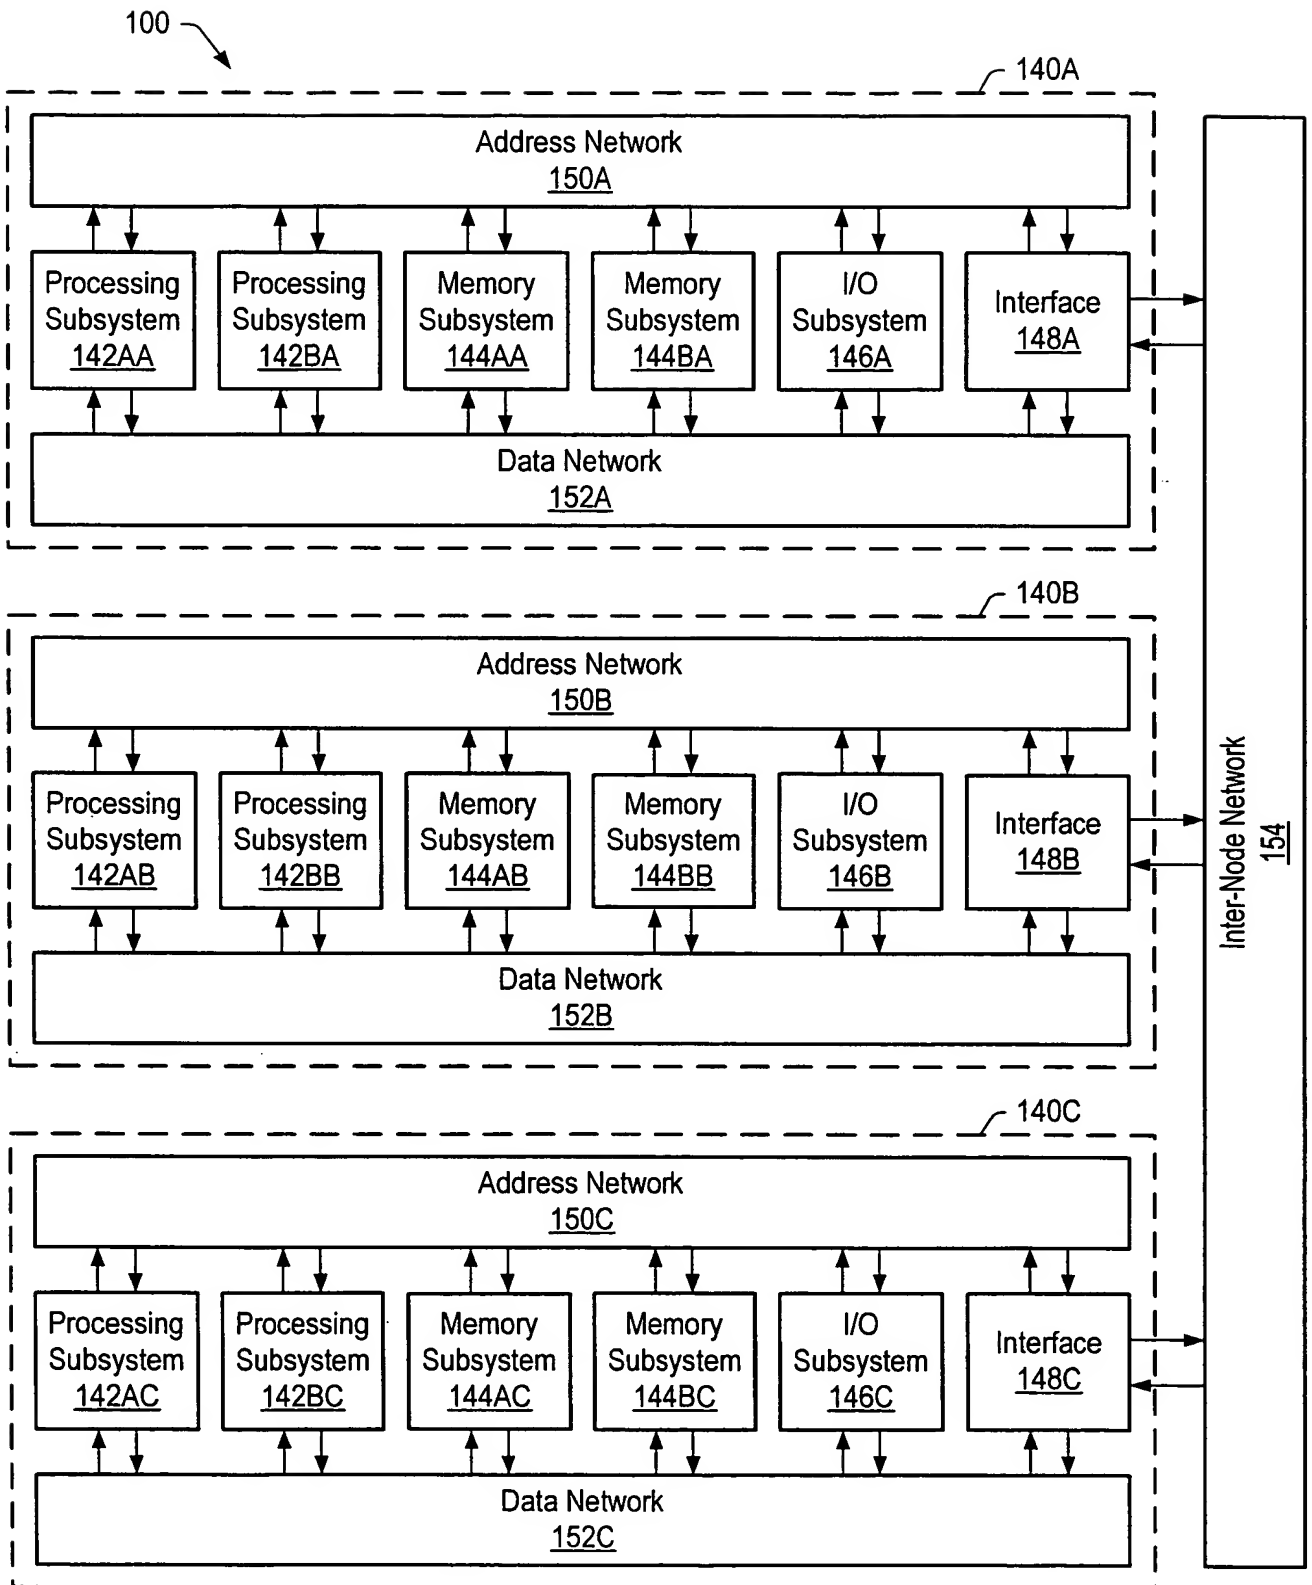 100
140A
Address Network
150A
Processing
Subsystem
142AA
Processing
Subsystem
142BA
Memory
Subsystem
144AA
Memory
Subsystem
144BA
I/O
Subsystem
146A
Interface
148A
Data Network
152A
140B
Address Network
150B
Processing
Subsystem
142AB
Processing
Subsystem
142BB
Memory
Subsystem
144AB
Memory
Subsystem
144BB
I/O
Subsystem
146B
Interface
148B
Data Network
152B
Inter-Node Network
154
140C
Address Network
150C
Processing
Subsystem
142AC
Processing
Subsystem
142BC
Memory
Subsystem
144AC
Memory
Subsystem
144BC
I/O
Subsystem
146C
Interface
148C
Data Network
152C